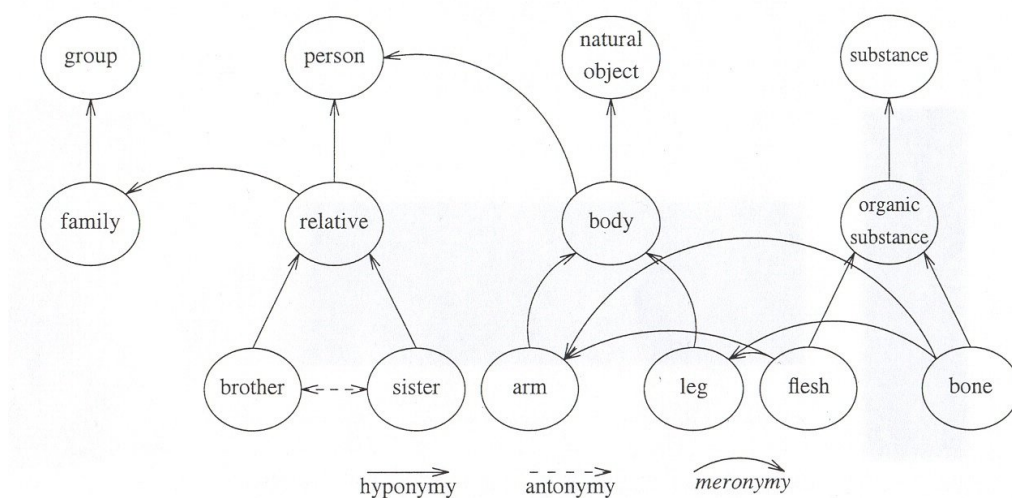 group
person
natural
object
substance
family
relative
body
organic
substance
brother
sister
arm
leg
flesh
bone
hyponymy
antonymy
meronymy